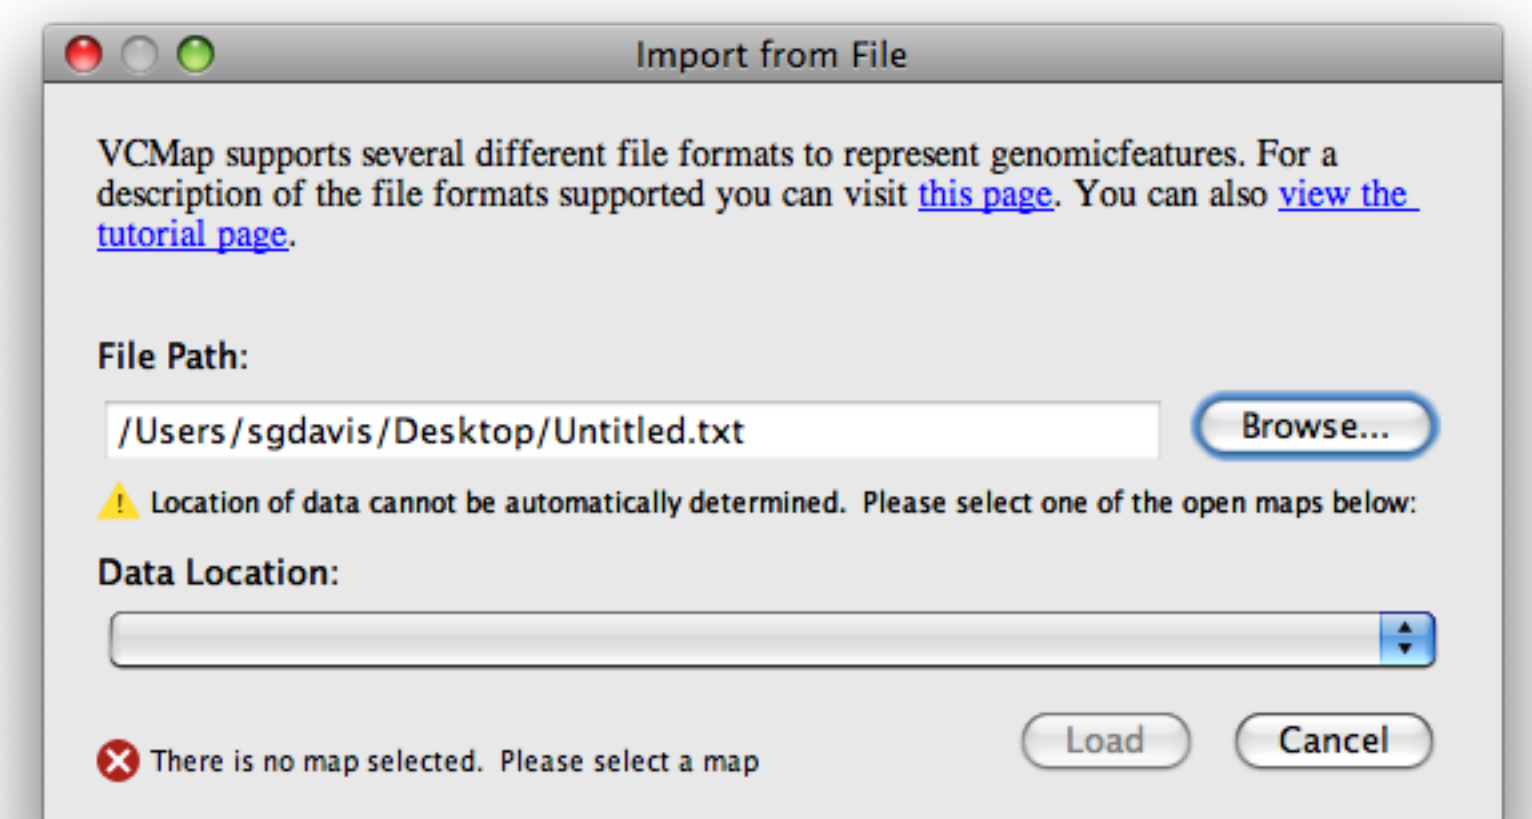 Import from File
VCMap supports several different file formats to represent genomicfeatures. For a
description of the file formats supported you can visit this page. You can also view the
tutorial page.
File Path:
/Users/sgdavis/Desktop/Untitled.txt
Browse...
Location of data cannot be automatically determined.  Please select one of the open maps below:
Data Location:
Load
Cancel
There is no map selected.  Please select a map